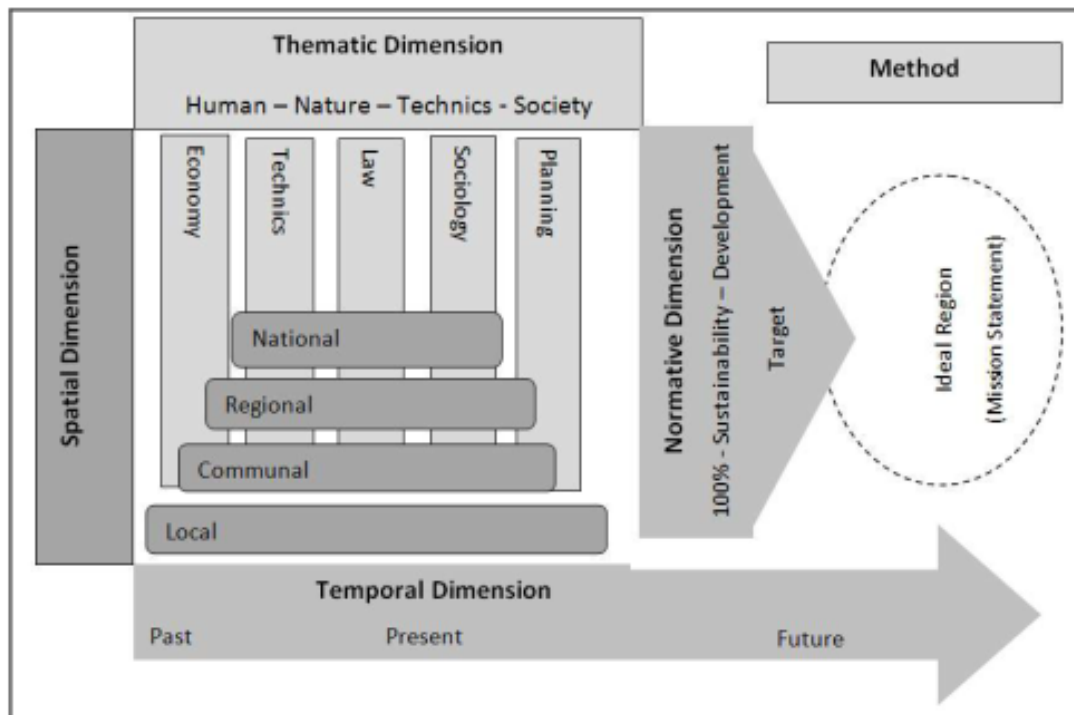 Thematic Dimension
Human – Nature – Technics - Society
Method
Spatial Dimension
Economy
Technics
Law
Sociology
Planning
National
Regional
Communal
Local
Normative Dimension
100% - Sustainability – Development
Target
Ideal Region
(Mission Statement)
Temporal Dimension
Past Present Future